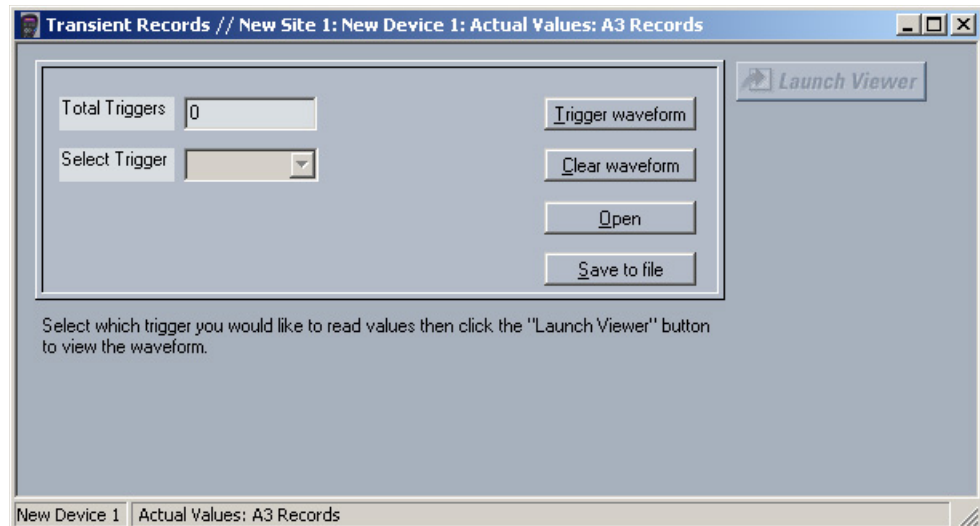 Transient Records // New Site 1: New Device 1: Actual Values: A3 Records
Launch Viewer
Total Triggers
0
Trigger waveform
Select Trigger
Clear waveform
Open
Save to file
Select which trigger you would like to read values then click the "Launch Viewer" button
to view the waveform.
New Device 1
Actual Values: A3 Records